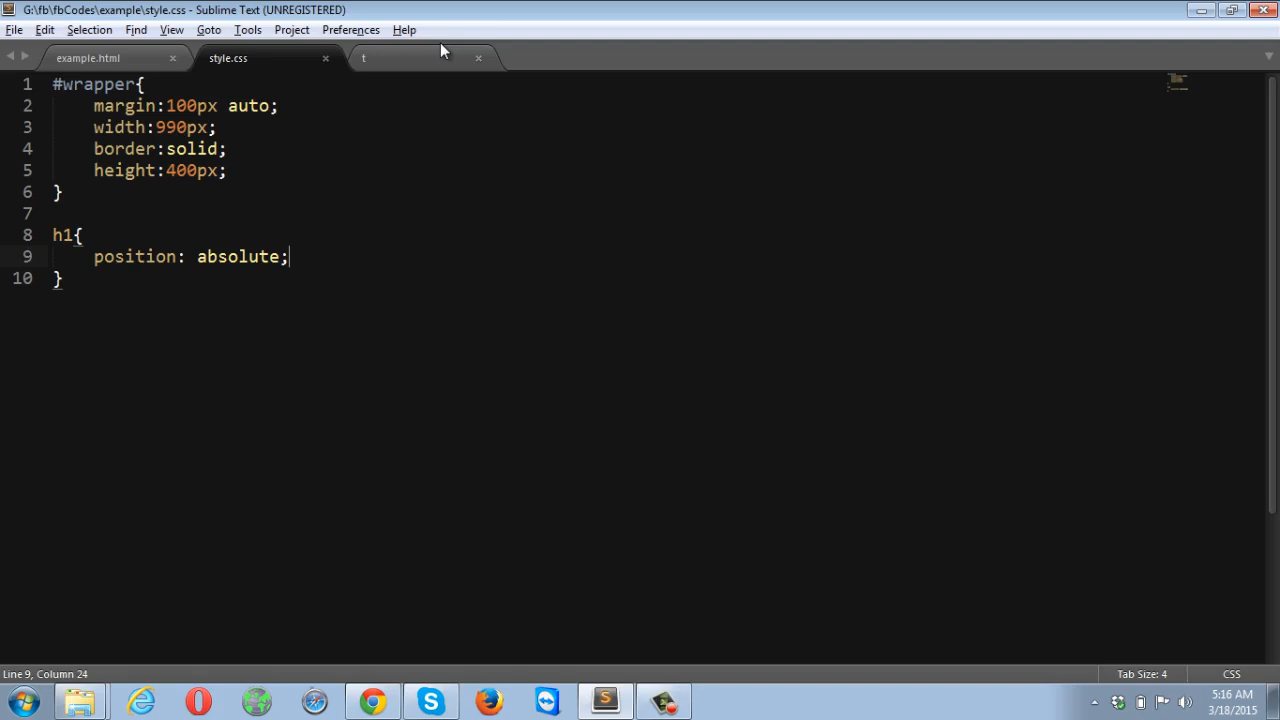 G:\fb\fbCodes\example\style.css - Sublime Text (UNREGISTERED)
File Edit Selection Find View Goto Tools Project Preferences Help
example.html style.css t
1 #wrapper{
2 margin:100px auto;
3 width:990px;
4 border:solid;
5 height:400px;
6 }
7
8 h1{
9 position: absolute;
10 }
Line 9, Column 24 Tab Size: 4 CSS
5:16 AM
3/18/2015